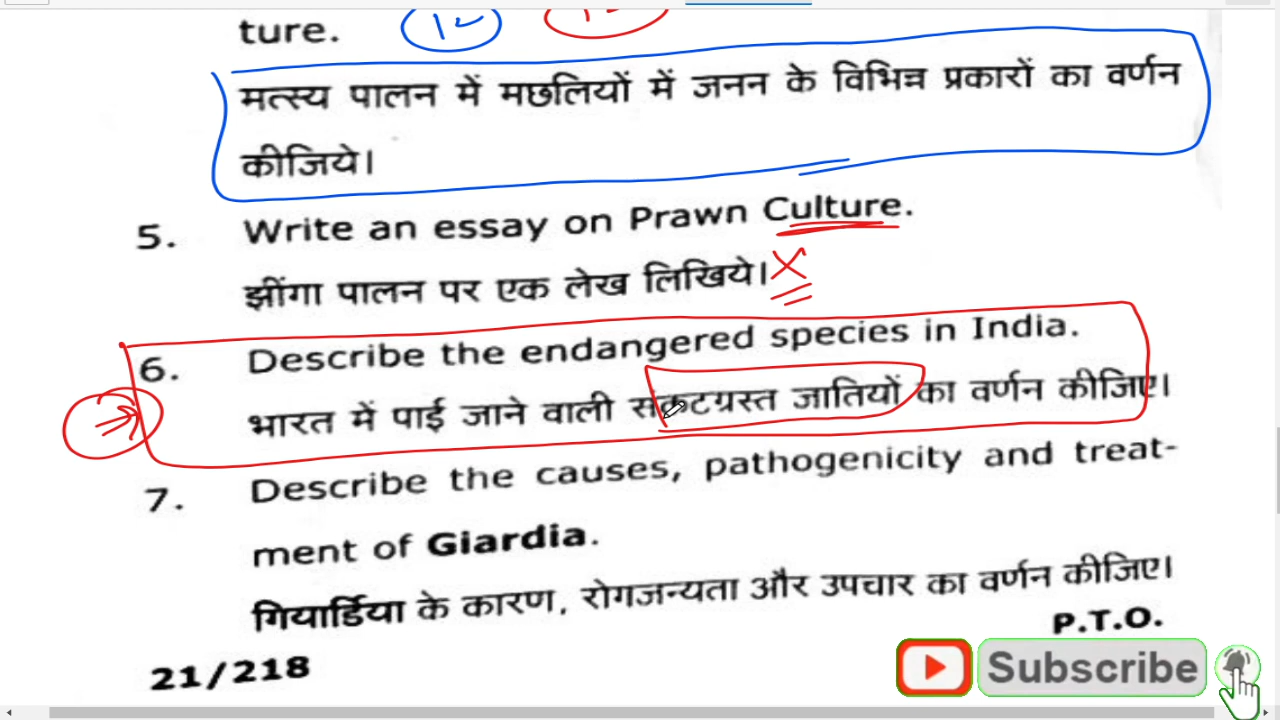 ture.
मत्स्य पालन में मछलियों में जनन के विभिन्न प्रकारों का वर्णन
कीजिये।
5. Write an essay on Prawn Culture.
झींगा पालन पर एक लेख लिखिये।
6. Describe the endangered species in India.
भारत में पाई जाने वाली संकटग्रस्त जातियों का वर्णन कीजिए।
7. Describe the causes, pathogenicity and treat-
ment of Giardia.
गियार्डिया के कारण, रोगजन्यता और उपचार का वर्णन कीजिए।
P.T.O.
21/218
Subscribe